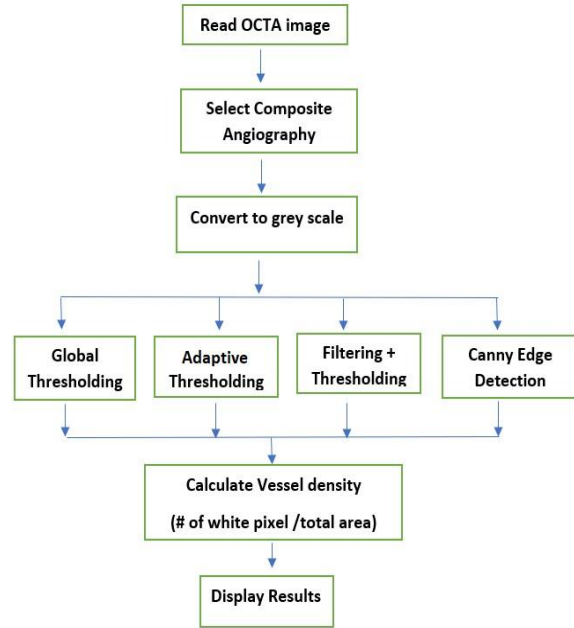 Read OCTA image
Select Composite
Angiography
Convert to grey scale
Global
Thresholding
Adaptive
Thresholding
Filtering +
Thresholding
Canny Edge
Detection
Calculate Vessel density
(# of white pixel /total area)
Display Results